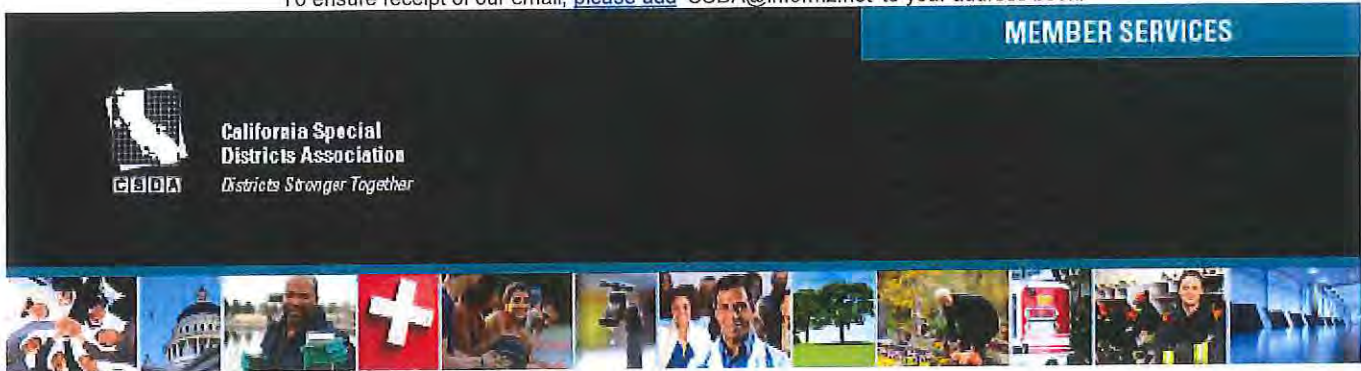 To ensure receipt of our email, please add 'CSDA@informz.net' to your address book.
MEMBER SERVICES
California Special
Districts Association
Districts Stronger Together
CSDA